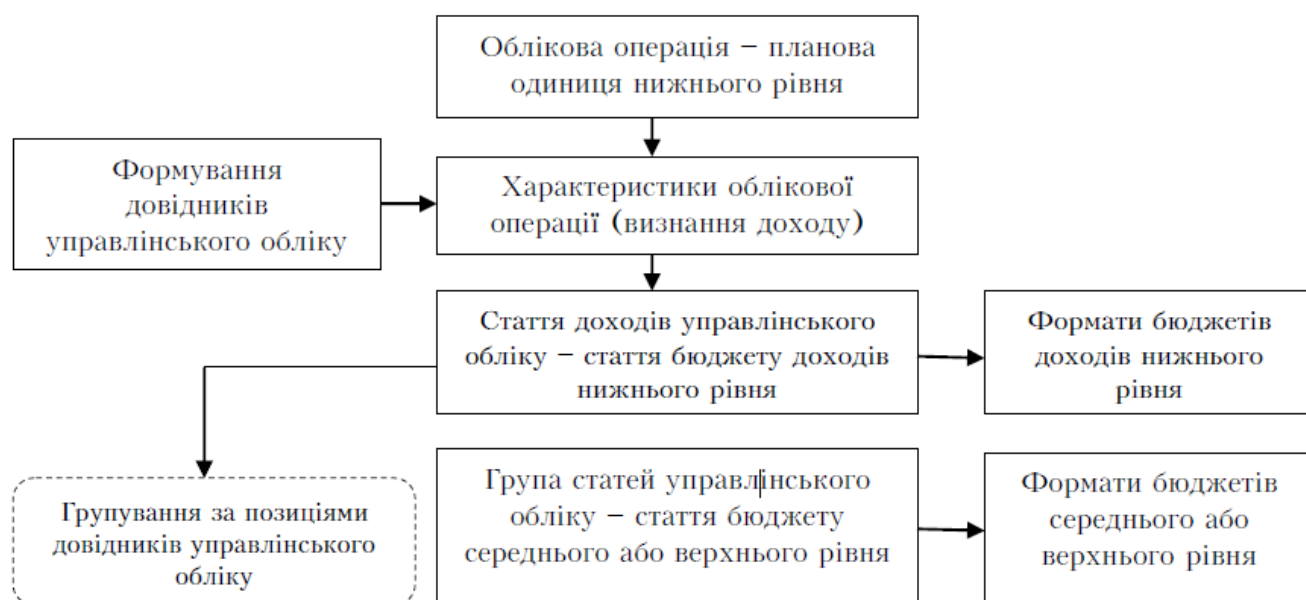 Облікова операція – планова
одиниця нижнього рівня
Формування
довідників
управлінського обліку
Характеристики облікової
операції (визнання доходу)
Стаття доходів управлінського
обліку – стаття бюджету доходів
нижнього рівня
Формати бюджетів
доходів нижнього
рівня
Групування за позиціями
довідників управлінського
обліку
Група статей управлінського
обліку – стаття бюджету
середнього або верхнього рівня
Формати бюджетів
середнього або
верхнього рівня